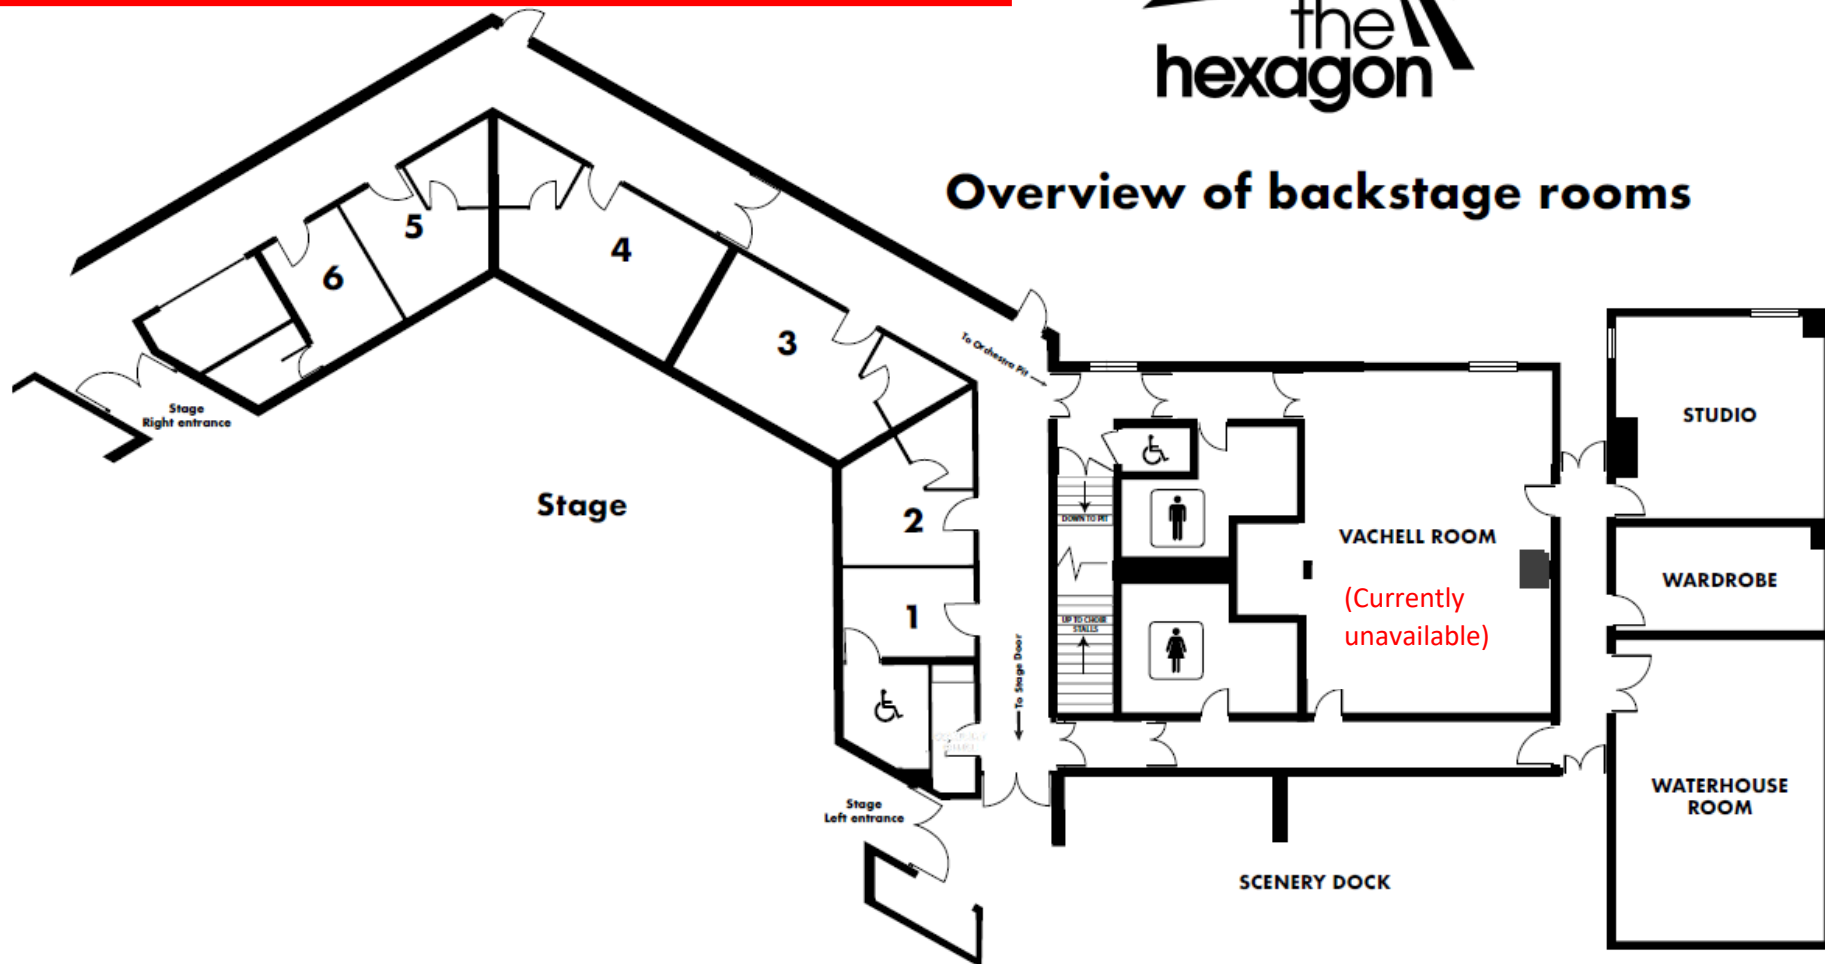 the
hexagon
Overview of backstage rooms
5
4
6
3
To Orchestra Pit
Stage
Right entrance
STUDIO
Stage
2
DOWN TO PIT
VACHELL ROOM
WARDROBE
(Currently
unavailable)
1
UP TO CHOIR
STALLS
To Stage Door
WATERHOUSE
ROOM
Stage
Left entrance
SCENERY DOCK